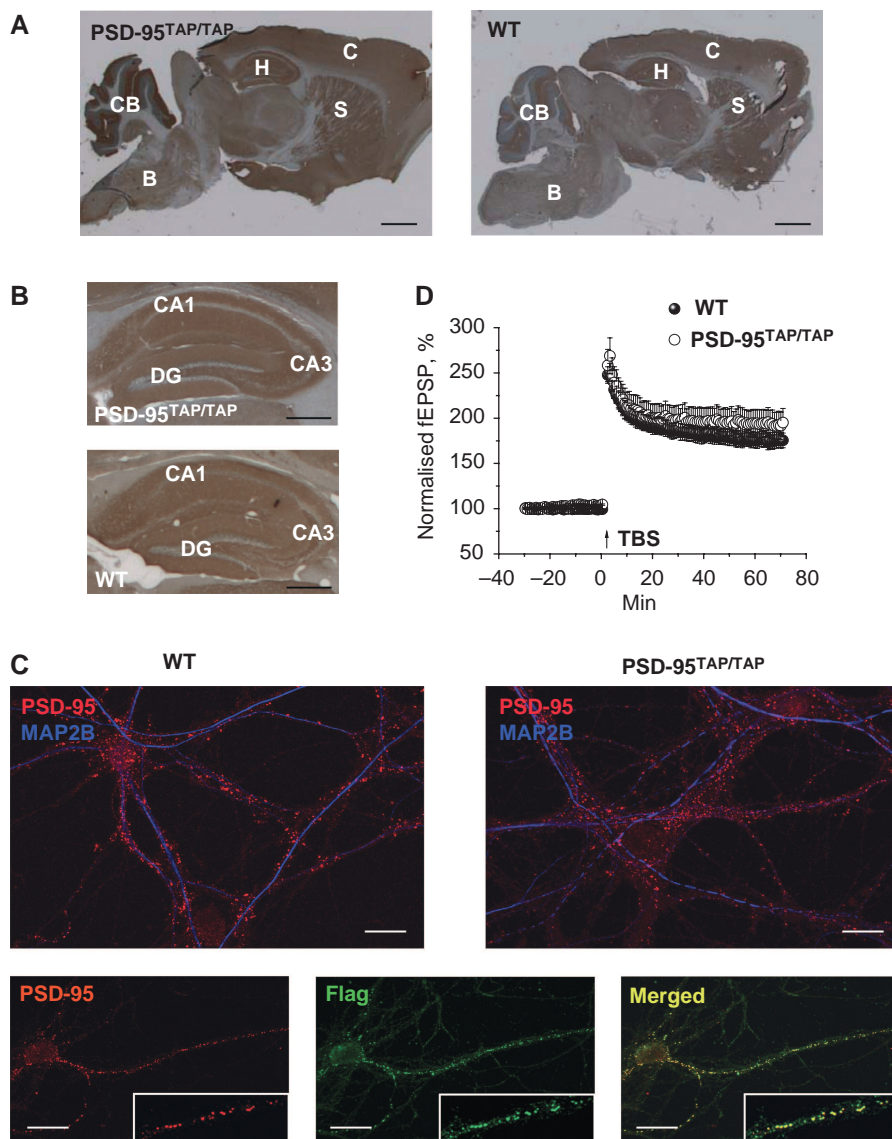 A
PSD-95TAP/TAP
C
H
CB
S
B
WT
C
H
CB
S
B
B
CA1
CA3
DG
PSD-95TAP/TAP
CA1
CA3
DG
WT
D
WT
PSD-95TAP/TAP
Normalised fEPSP, %
300
250
200
150
100
50
TBS
–40 –20 0 20 40 60 80
Min
C
WT
PSD-95TAP/TAP
PSD-95
MAP2B
PSD-95
MAP2B
PSD-95
Flag
Merged